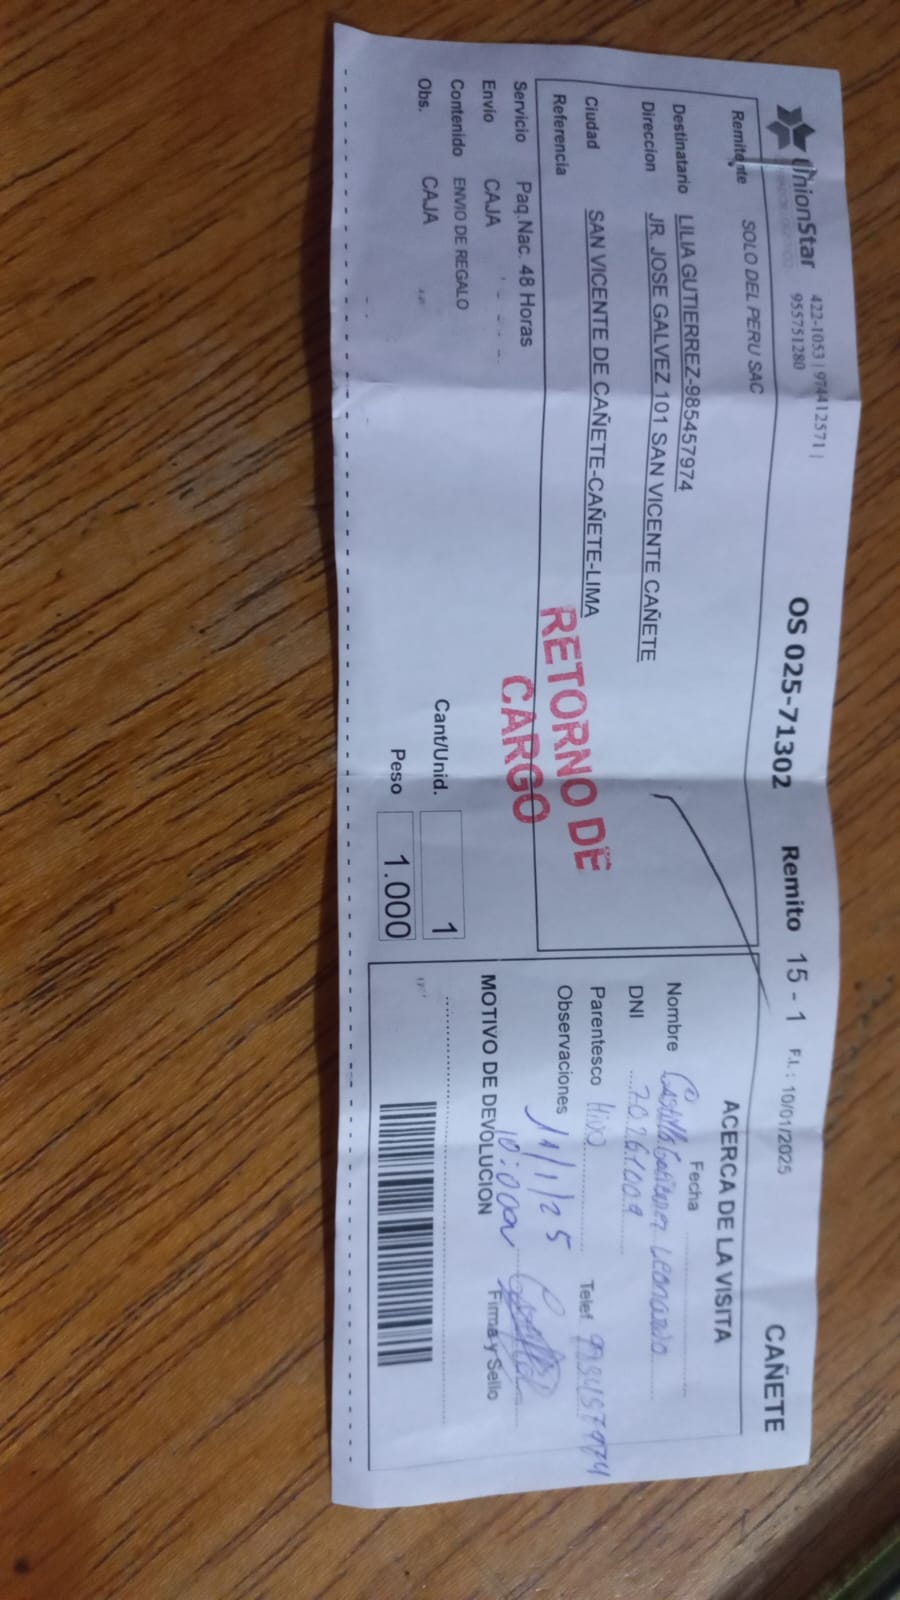 UnionStar
422-1053 | 974412571 |
955751280
OS 025-71302 Remito 15 - 1 F.I. : 10/01/2025 CAÑETE
Remitente SOLO DEL PERU SAC
Destinatario LILIA GUTIERREZ-985457974
Direccion JR. JOSE GALVEZ 101 SAN VICENTE CAÑETE
Ciudad SAN VICENTE DE CAÑETE-CAÑETE-LIMA
Referencia
RETORNO DE
CARGO
Servicio Paq.Nac. 48 Horas
Envio CAJA
Contenido ENVIO DE REGALO
Obs. CAJA
Cant/Unid. 1
Peso 1.000
ACERCA DE LA VISITA
Fecha
Nombre Castilla Leonardo
DNI
Parentesco Hijo Telef
Observaciones 11/1/25
10:00
MOTIVO DE DEVOLUCION
Firma y Sello